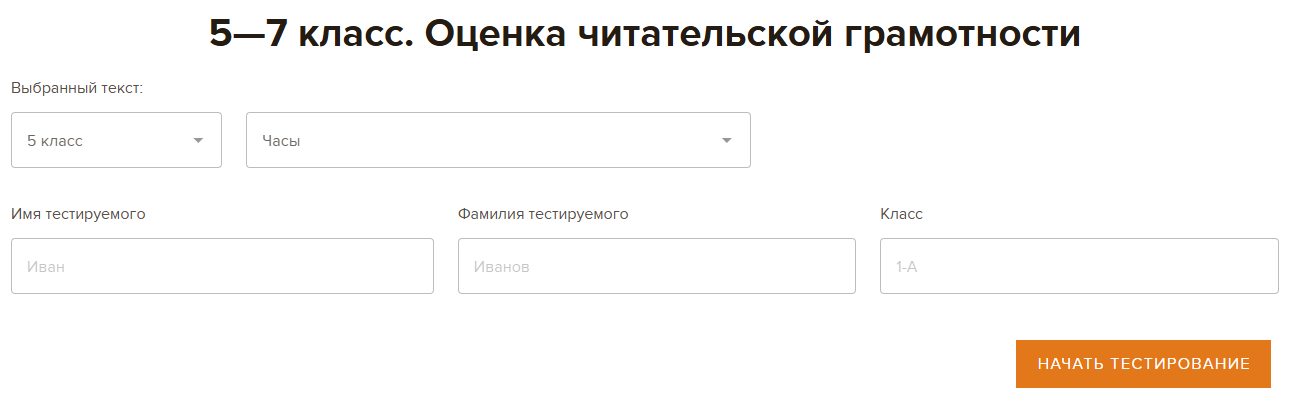 5—7 класс. Оценка читательской грамотности
Выбранный текст:
5 класс
Часы
Имя тестируемого
Фамилия тестируемого
Класс
Иван
Иванов
1-А
НАЧАТЬ ТЕСТИРОВАНИЕ